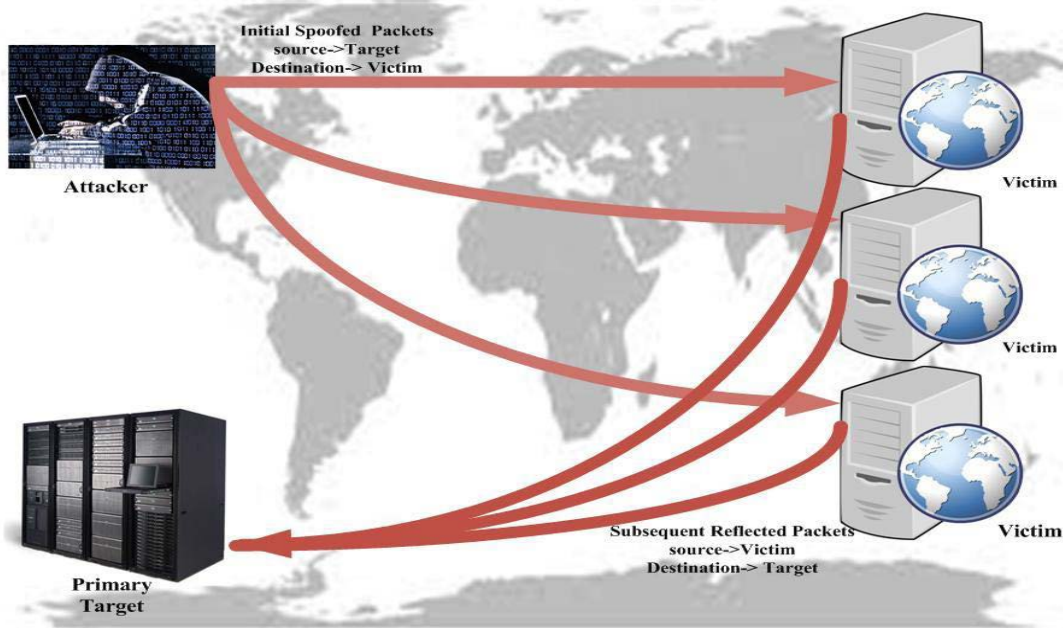 Initial Spoofed Packets
source->Target
Destination-> Victim
Attacker
Victim
Victim
Victim
Subsequent Reflected Packets
source->Victim
Destination-> Target
Primary
Target